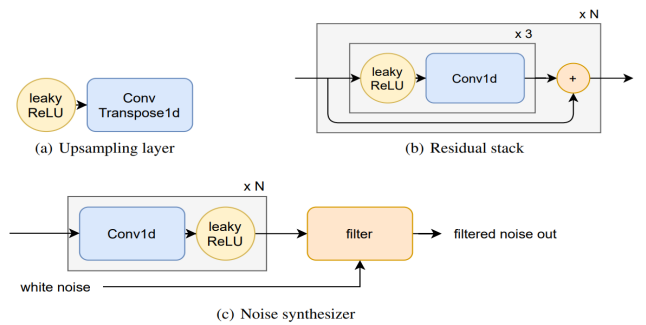 leaky
ReLU
Conv
Transpose1d
(a) Upsampling layer
x N
x 3
leaky
ReLU
Conv1d
+
(b) Residual stack
x N
Conv1d
leaky
ReLU
filter
filtered noise out
white noise
(c) Noise synthesizer